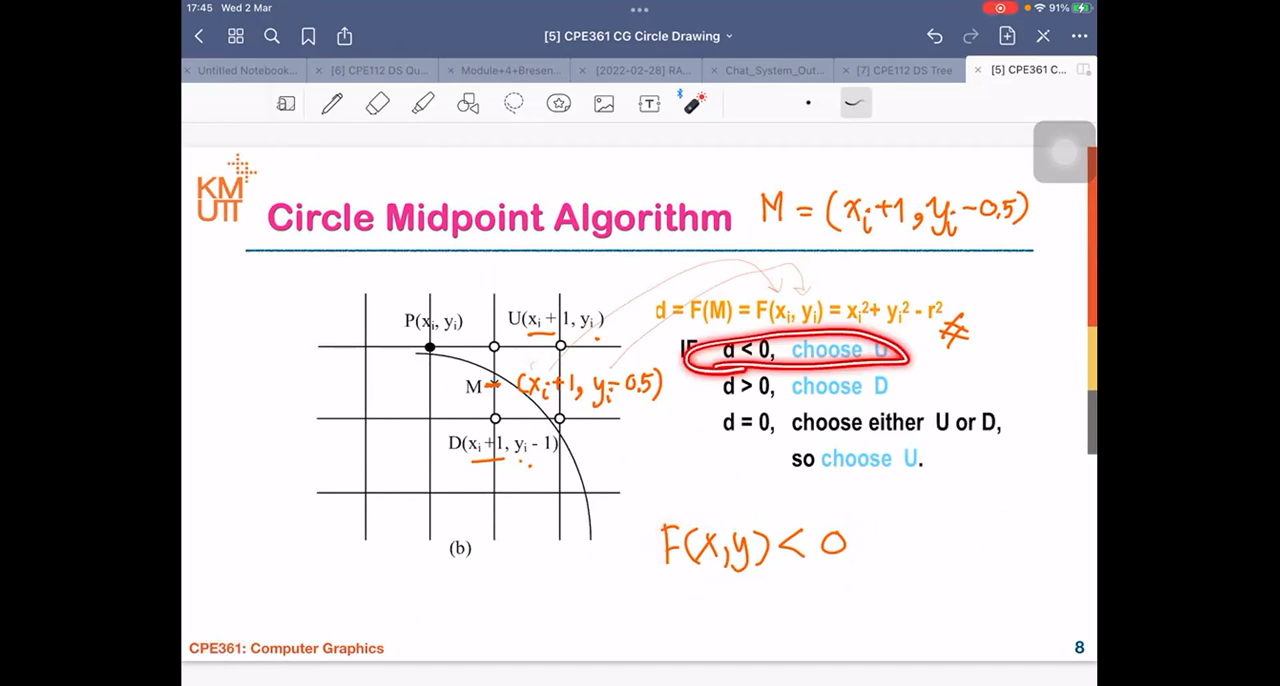 17:45 Wed 2 Mar
91%
[5] CPE361 CG Circle Drawing
Untitled Notebook...
[6] CPE112 DS Qu...
Module+4+Bresen...
[2022-02-28] RA...
Chat_System_Out...
[7] CPE112 DS Tree
[5] CPE361 C...
KM
UTT
Circle Midpoint Algorithm
M = (xi+1, yi-0.5)
P(xi, yi)
U(xi + 1, yi)
d = F(M) = F(xi, yi) = xi²+ yi² - r²
IF d < 0, choose U
M = (xi+1, yi-0.5)
d > 0, choose D
d = 0, choose either U or D,
D(xi+1, yi - 1)
so choose U.
F(x,y) < 0
(b)
CPE361: Computer Graphics
8